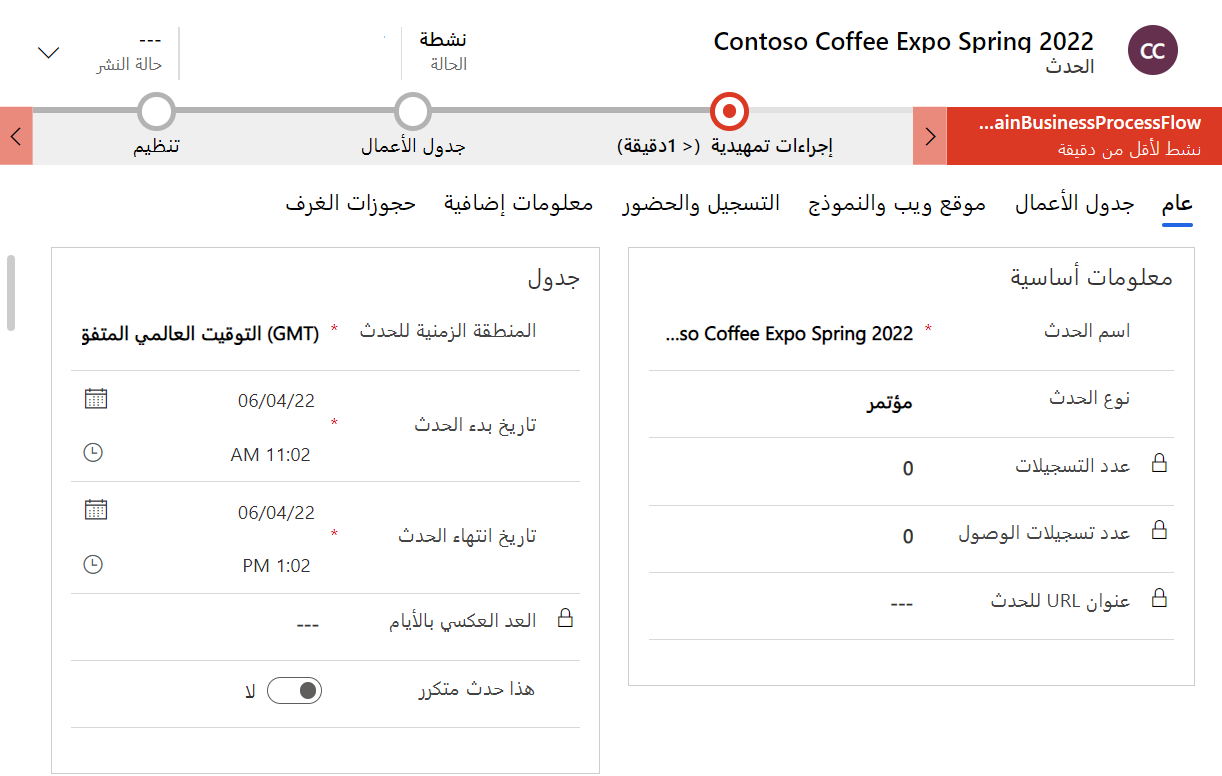 CC
Contoso Coffee Expo Spring 2022
الحدث
نشطة
الحالة
---
حالة النشر
...ainBusinessProcessFlow
نشط لأقل من دقيقة
إجراءات تمهيدية (< 1دقيقة)
جدول الأعمال
تنظيم
عام
جدول الأعمال
موقع ويب والنموذج
التسجيل والحضور
معلومات إضافية
حجوزات الغرف
معلومات أساسية
اسم الحدث *
...so Coffee Expo Spring 2022
نوع الحدث
مؤتمر
عدد التسجيلات
0
عدد تسجيلات الوصول
0
عنوان URL للحدث
---
جدول
المنطقة الزمنية للحدث *
(GMT) التوقيت العالمي المتفق
تاريخ بدء الحدث *
06/04/22
11:02 AM
تاريخ انتهاء الحدث *
06/04/22
1:02 PM
العد العكسي بالأيام
---
هذا حدث متكرر
لا